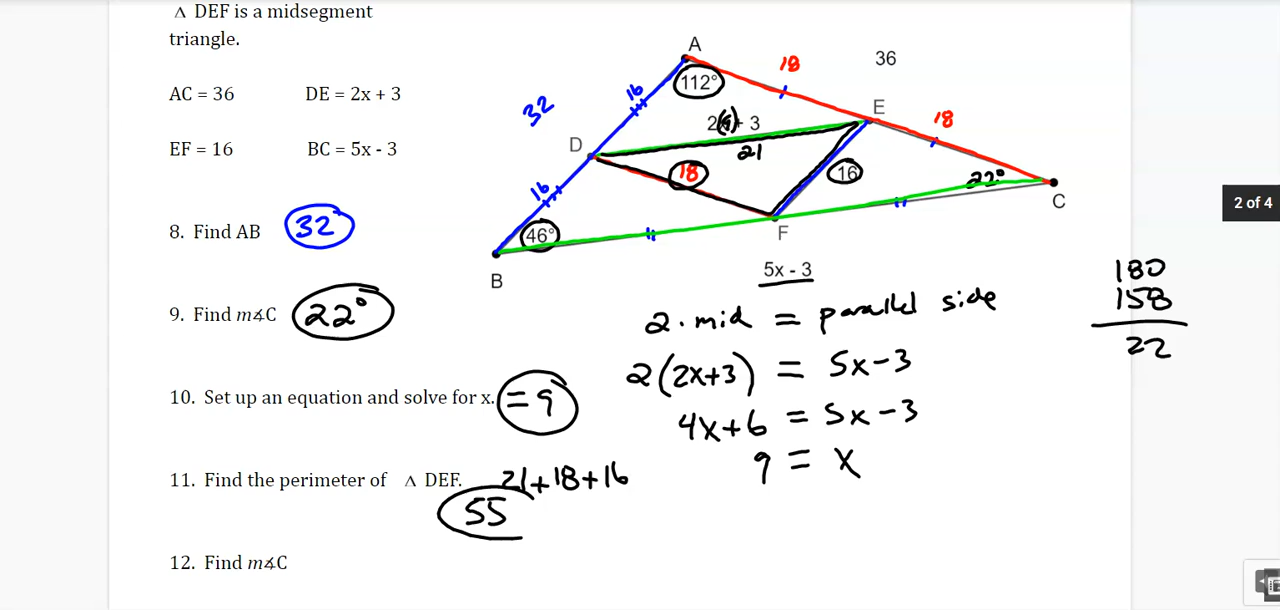 Δ DEF is a midsegment
triangle.
AC = 36 DE = 2x + 3
EF = 16 BC = 5x - 3
8. Find AB 32
9. Find m∡C 22°
10. Set up an equation and solve for x. = 9
11. Find the perimeter of Δ DEF. 21+18+16
55
12. Find m∡C
A
18
36
112°
16
32
E
18
2(9) + 3
D
21
18
16
22°
16
C
46°
F
B
5x - 3
2 · mid = parallel side
2(2x+3) = 5x-3
4x+6 = 5x-3
9 = x
180
158
22
2 of 4